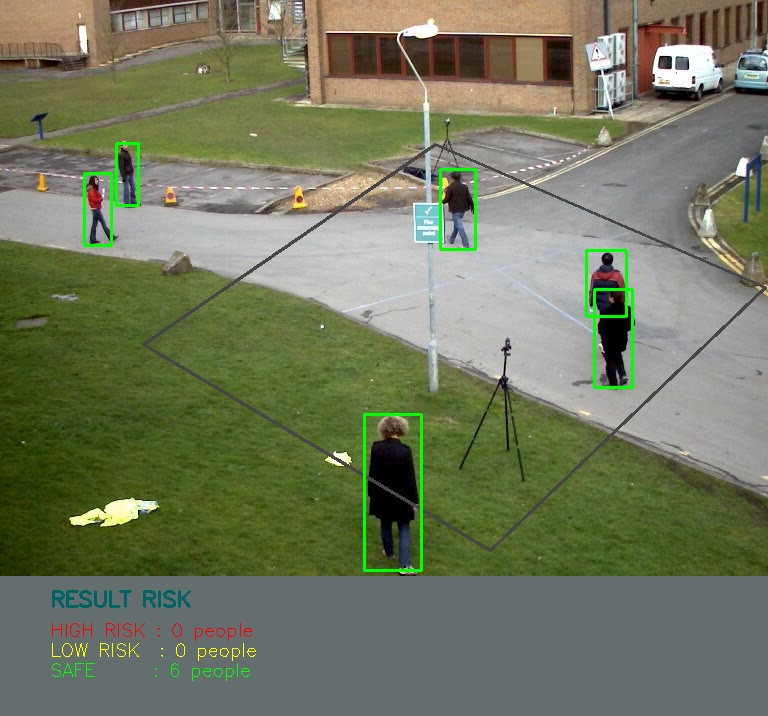 RESULT RISK
HIGH RISK : 0 people
LOW RISK : 0 people
SAFE : 6 people